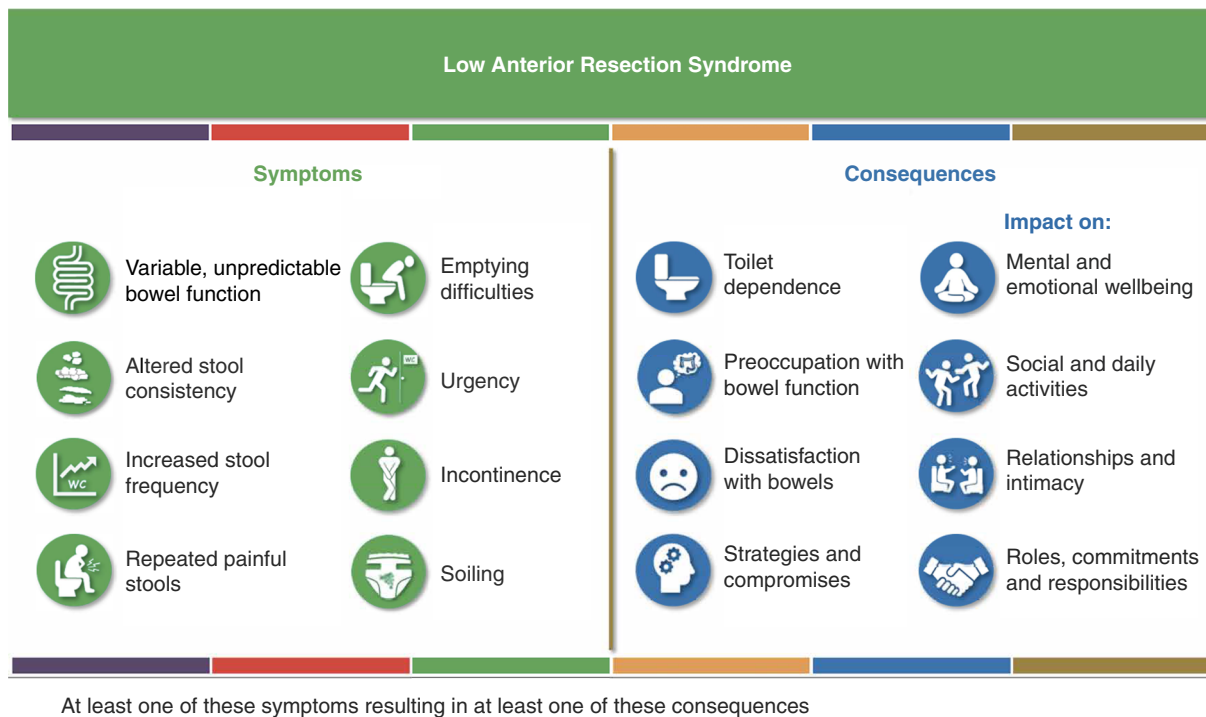 Low Anterior Resection Syndrome
Symptoms
Variable, unpredictable
bowel function
Altered stool
consistency
WC
Increased stool
frequency
Repeated painful
stools
Emptying
difficulties
WC
Urgency
Incontinence
Soiling
Consequences
Toilet
dependence
Preoccupation with
bowel function
Dissatisfaction
with bowels
Strategies and
compromises
Impact on:
Mental and
emotional wellbeing
Social and daily
activities
Relationships and
intimacy
Roles, commitments
and responsibilities
At least one of these symptoms resulting in at least one of these consequences